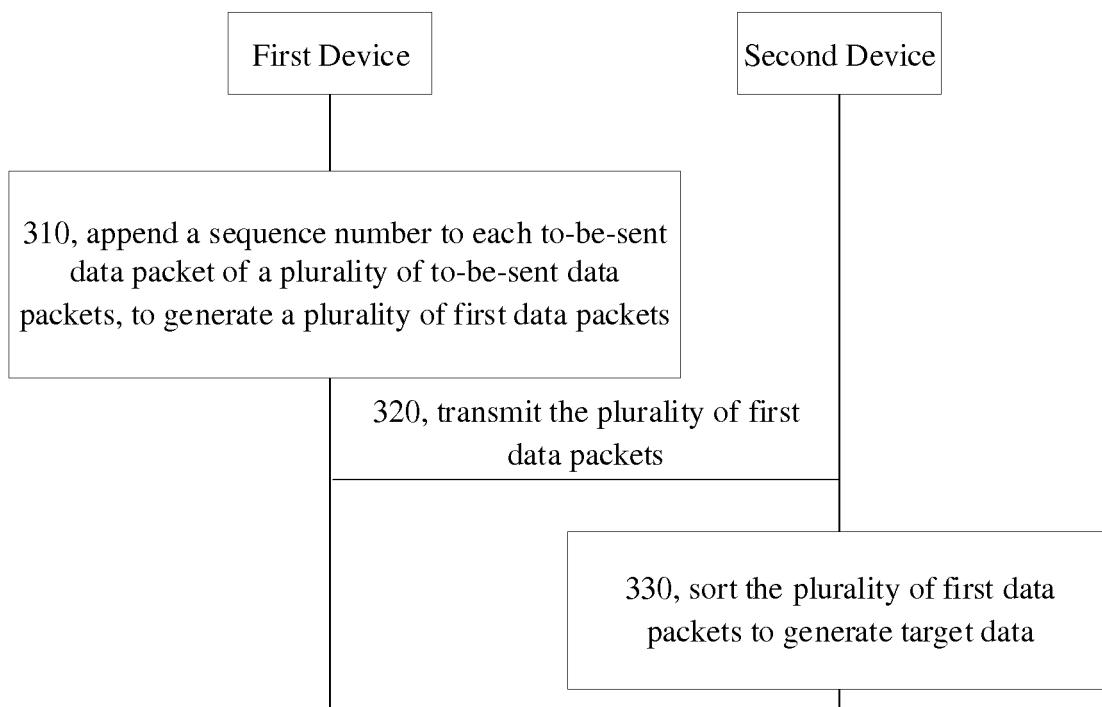 First Device
Second Device
310, append a sequence number to each to-be-sent
data packet of a plurality of to-be-sent data
packets, to generate a plurality of first data packets
320, transmit the plurality of first
data packets
330, sort the plurality of first data
packets to generate target data